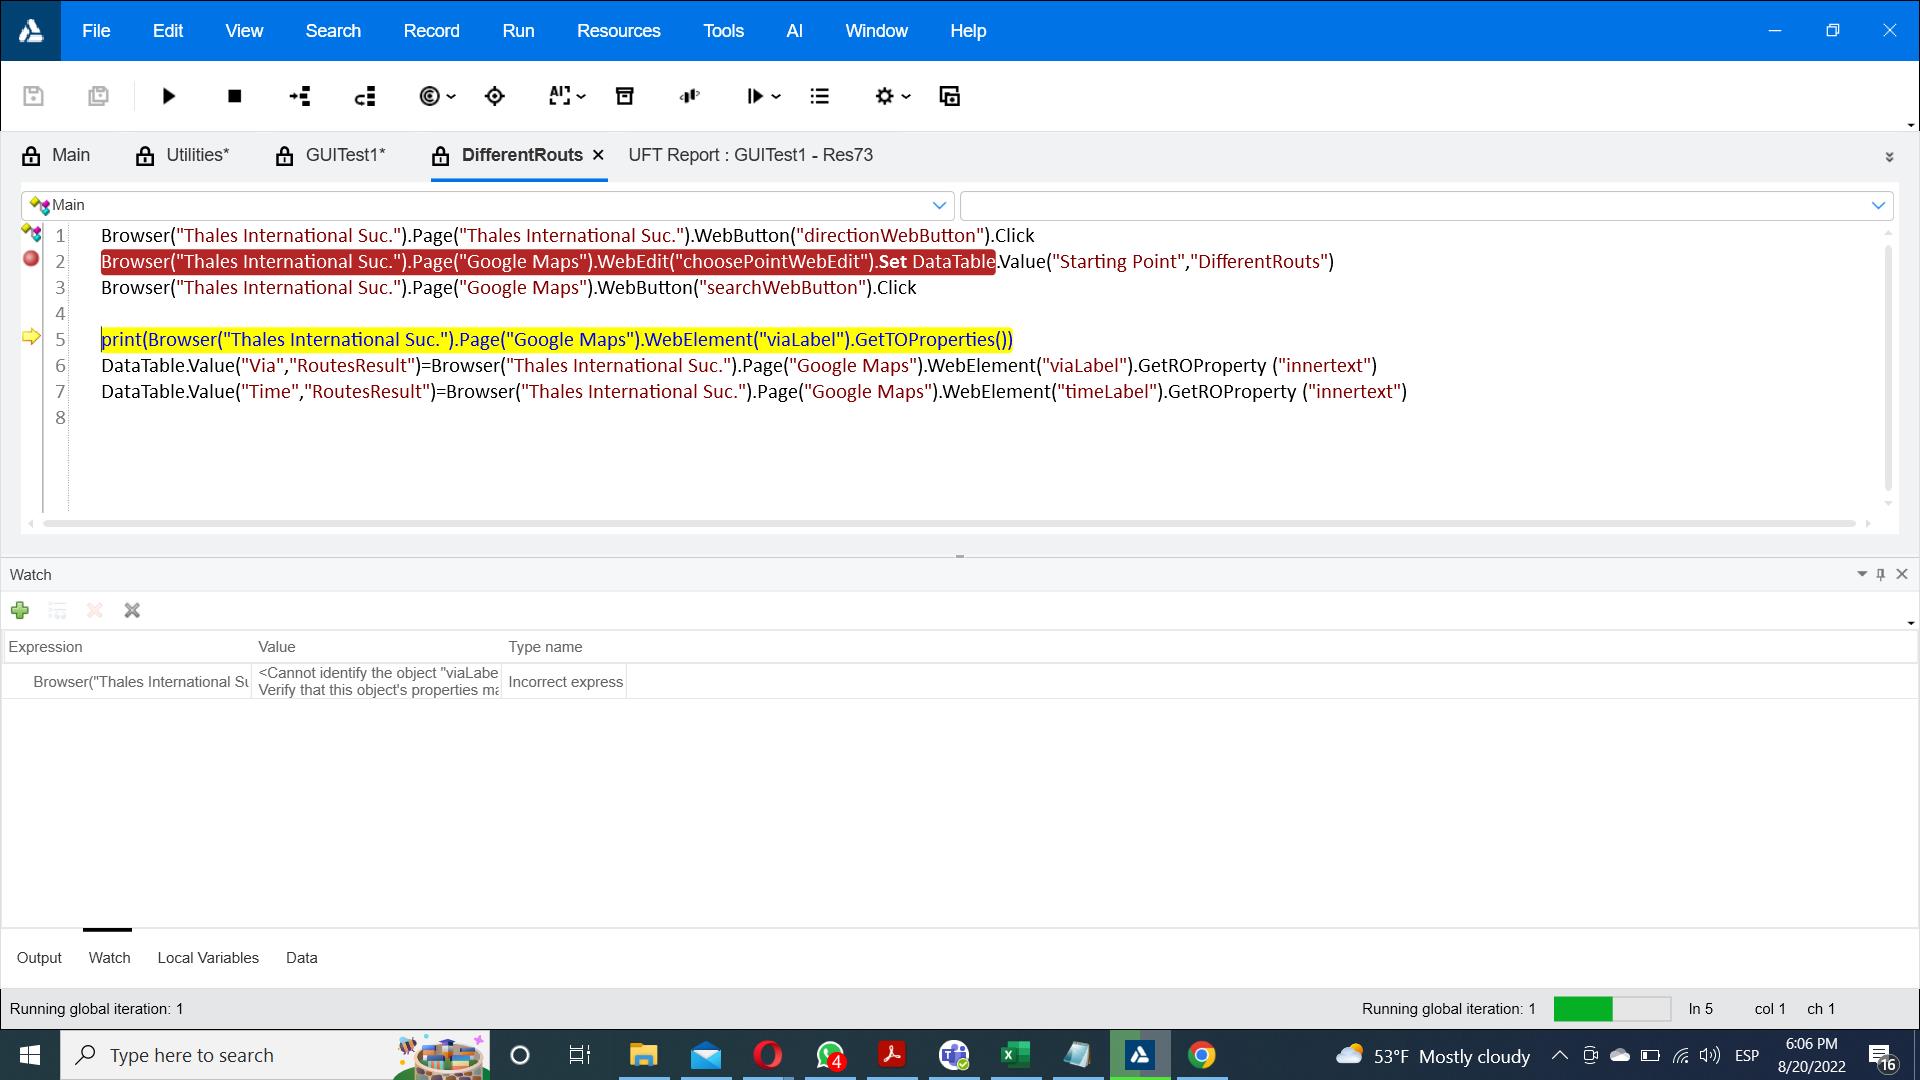 File Edit View Search Record Run Resources Tools AI Window Help
Main Utilities* GUITest1* DifferentRouts UFT Report : GUITest1 - Res73
Main
1 Browser("Thales International Suc.").Page("Thales International Suc.").WebButton("directionWebButton").Click
2 Browser("Thales International Suc.").Page("Google Maps").WebEdit("choosePointWebEdit").Set DataTable.Value("Starting Point","DifferentRouts")
3 Browser("Thales International Suc.").Page("Google Maps").WebButton("searchWebButton").Click
4
5 print(Browser("Thales International Suc.").Page("Google Maps").WebElement("viaLabel").GetTOProperties())
6 DataTable.Value("Via","RoutesResult")=Browser("Thales International Suc.").Page("Google Maps").WebElement("viaLabel").GetROProperty ("innertext")
7 DataTable.Value("Time","RoutesResult")=Browser("Thales International Suc.").Page("Google Maps").WebElement("timeLabel").GetROProperty ("innertext")
8
Watch
Expression Value Type name
Browser("Thales International Su <Cannot identify the object "viaLabe Incorrect express
Verify that this object's properties ma
Output Watch Local Variables Data
Running global iteration: 1 Running global iteration: 1 ln 5 col 1 ch 1
Type here to search 4 53°F Mostly cloudy ESP 6:06 PM
8/20/2022 16